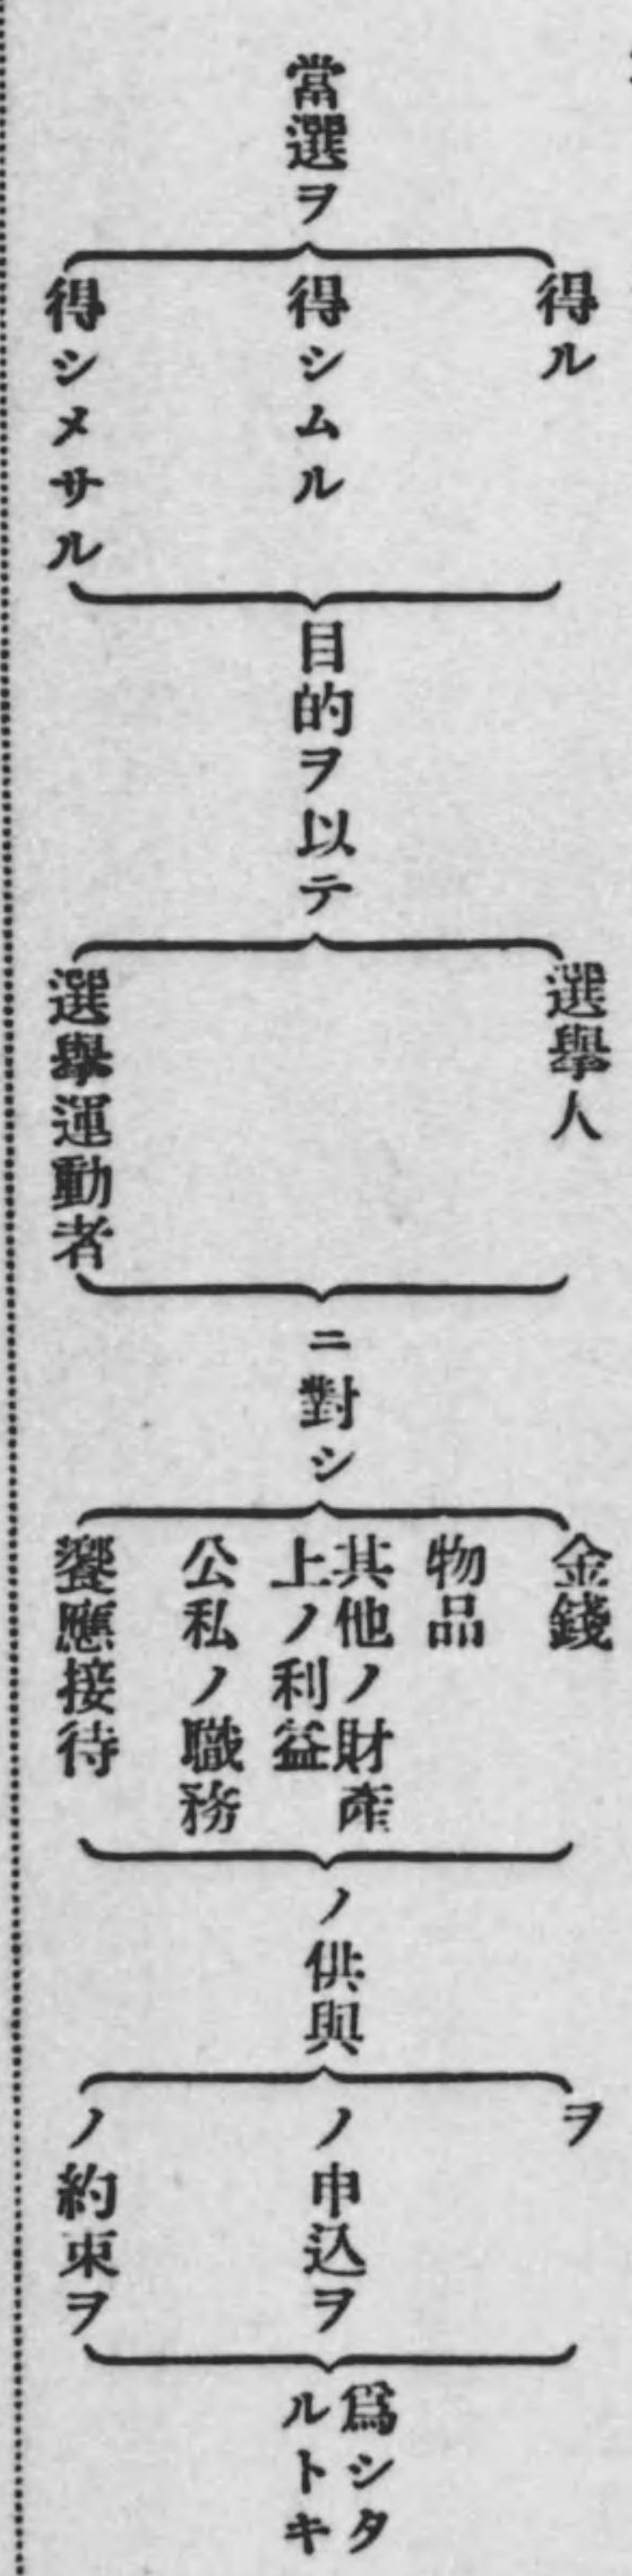 當選ヲ
得ル
得シムル
得シメサル
目的ヲ以テ
選擧人
選擧運動者
ニ對シ
金錢
物品
其他ノ財產
上ノ利益
公私ノ職務
饗應接待
ノ供與
ヲ
ノ申込ヲ
ノ約束ヲ
爲シタ
ルトキ